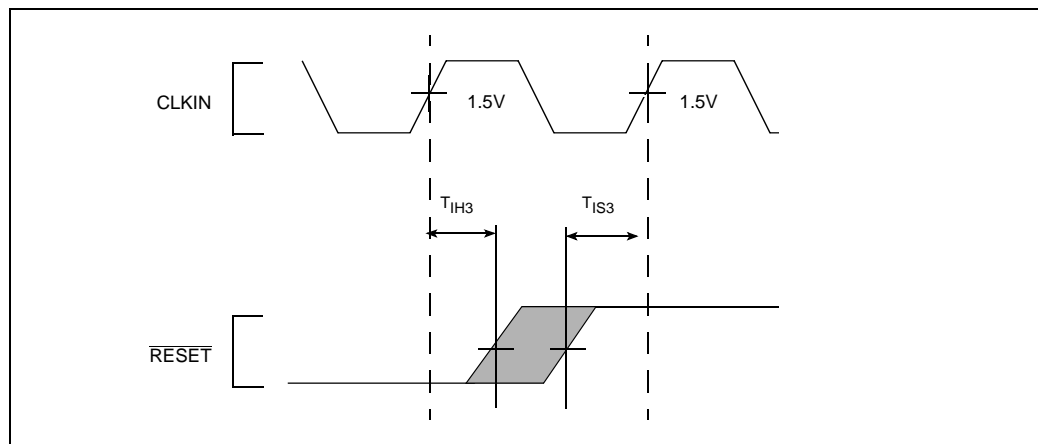 CLKIN
1.5V
1.5V
TIH3
TIS3
RESET